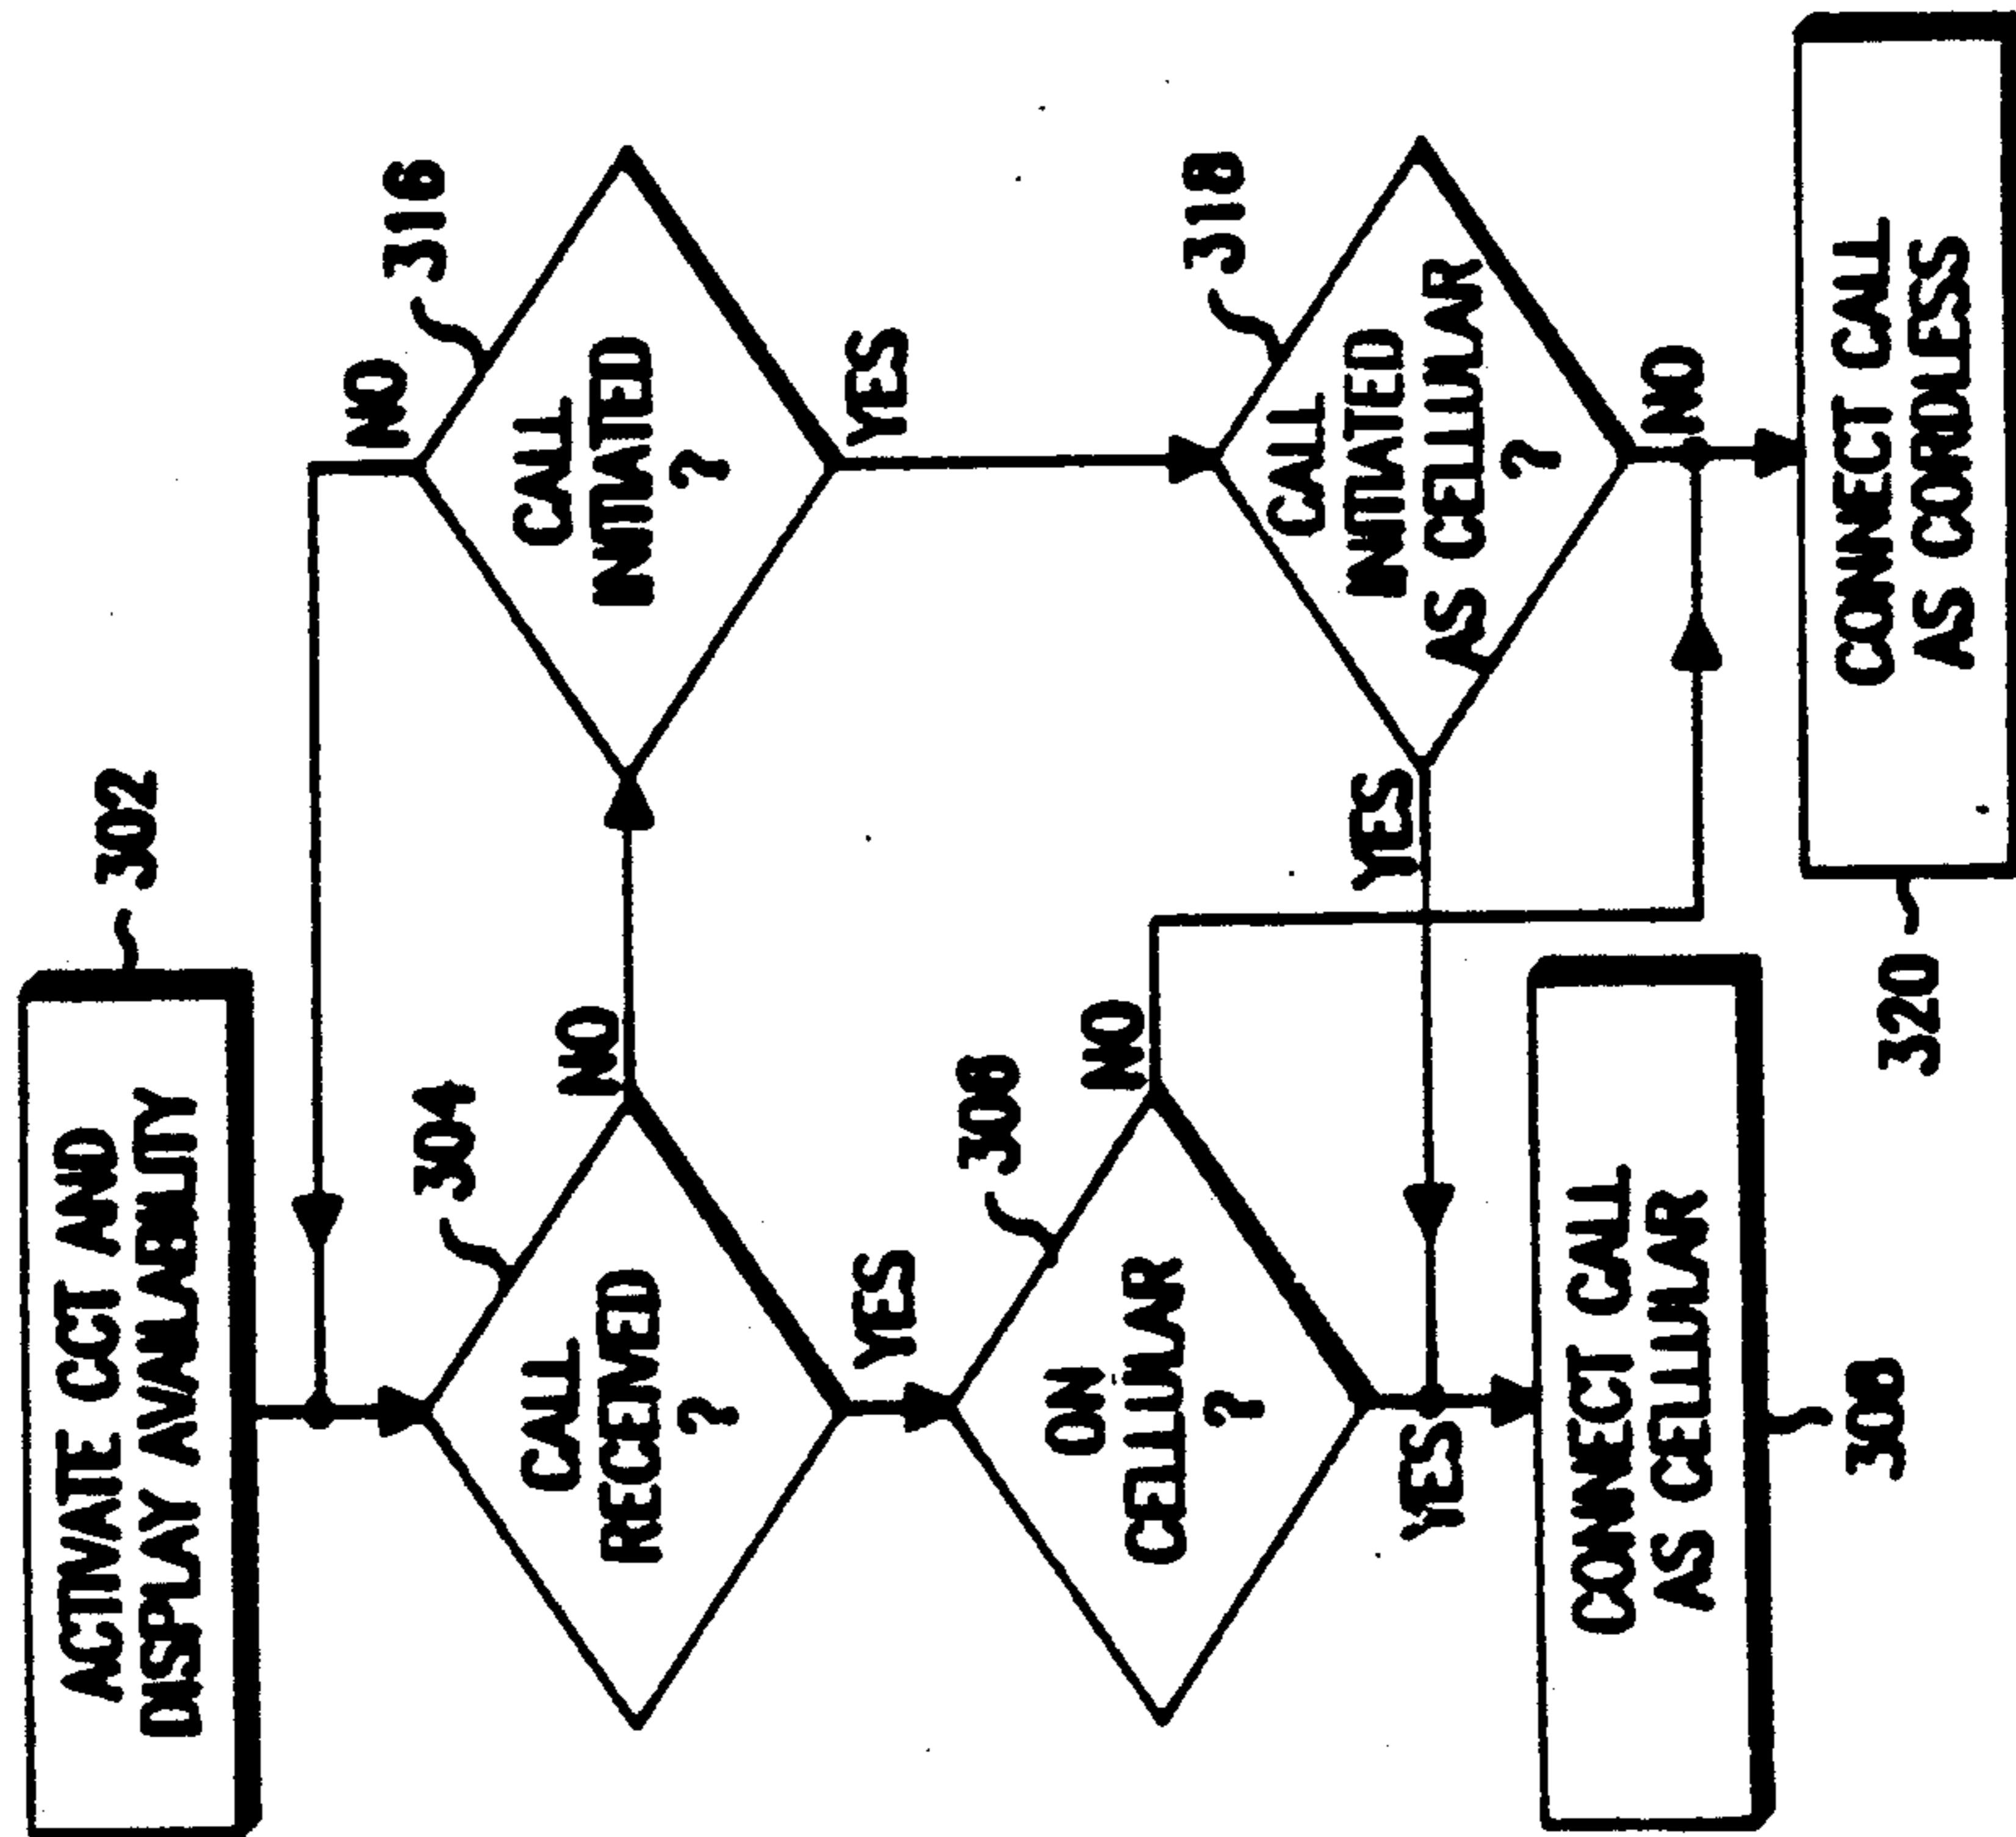 ACTIVATE CCT AND
DISPLAY AVAILABILITY
302
CALL
RECEIVED
?
304
NO
YES
CALL
INITIATED
?
316
NO
YES
ON
CELLULAR
?
306
NO
YES
CALL
INITIATED
AS CELLULAR
?
318
YES
NO
CONNECT CALL
AS CELLULAR
308
CONNECT CALL
AS CORDLESS
320